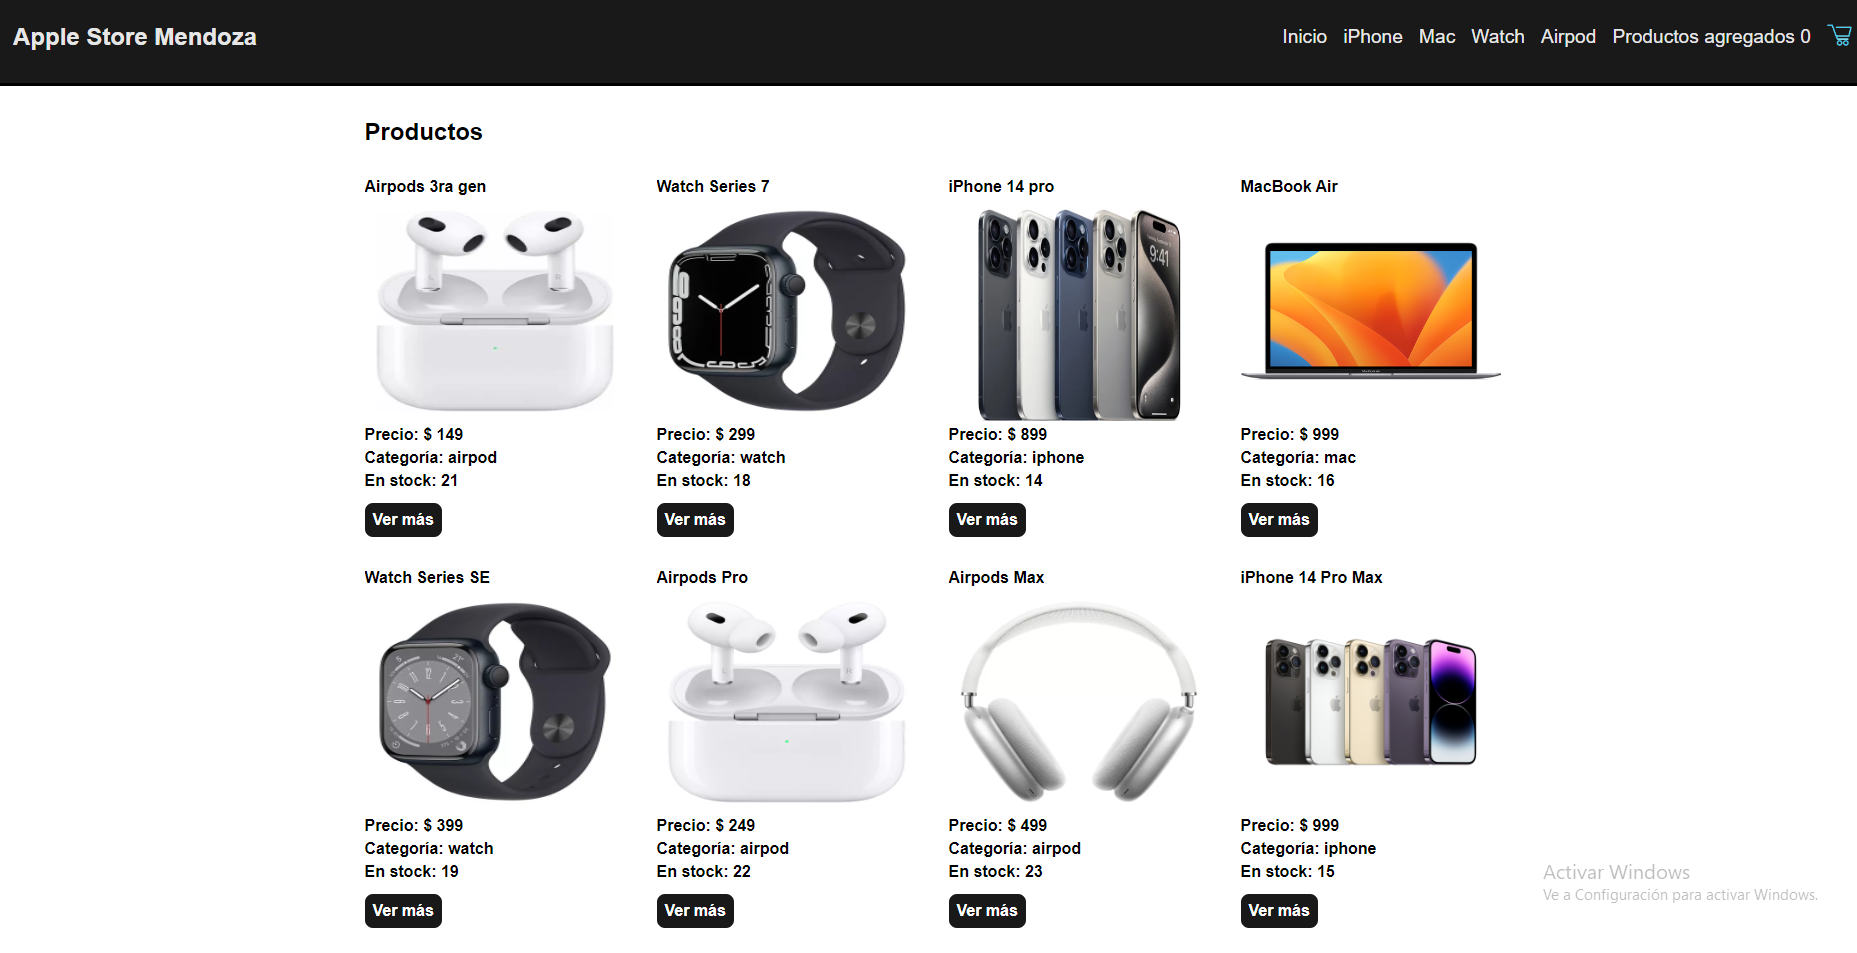 Apple Store Mendoza
Inicio iPhone Mac Watch Airpod Productos agregados 0
Productos
Airpods 3ra gen
Precio: $ 149
Categoría: airpod
En stock: 21
Ver más
Watch Series 7
Precio: $ 299
Categoría: watch
En stock: 18
Ver más
iPhone 14 pro
9:41
Precio: $ 899
Categoría: iphone
En stock: 14
Ver más
MacBook Air
Precio: $ 999
Categoría: mac
En stock: 16
Ver más
Watch Series SE
Precio: $ 399
Categoría: watch
En stock: 19
Ver más
Airpods Pro
Precio: $ 249
Categoría: airpod
En stock: 22
Ver más
Airpods Max
Precio: $ 499
Categoría: airpod
En stock: 23
Ver más
iPhone 14 Pro Max
Precio: $ 999
Categoría: iphone
En stock: 15
Ver más
Activar Windows
Ve a Configuración para activar Windows.